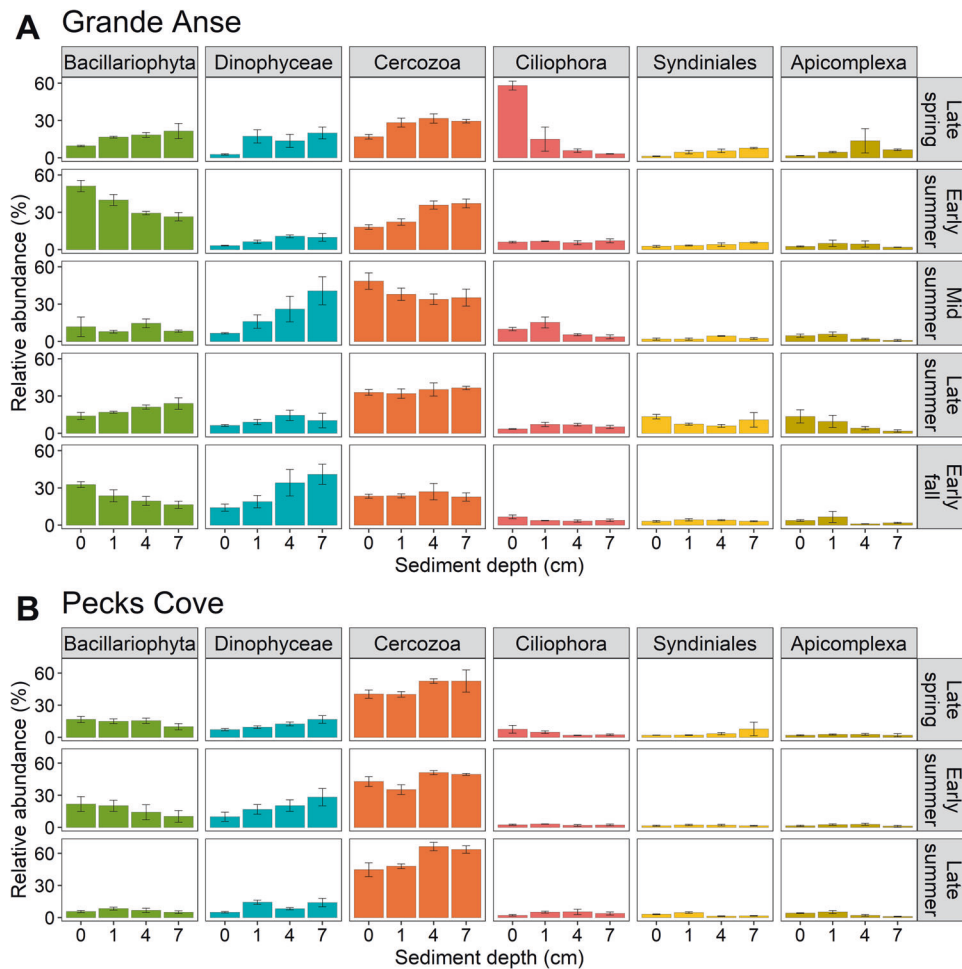 A Grande Anse
Bacillariophyta Dinophyceae Cercozoa Ciliophora Syndiniales Apicomplexa
60
30
0
Late
spring
60
30
0
Early
summer
60
30
0
Mid
summer
60
30
0
Late
summer
60
30
0
Early
fall
Relative abundance (%)
0 1 4 7 0 1 4 7 0 1 4 7 0 1 4 7 0 1 4 7 0 1 4 7
Sediment depth (cm)
B Pecks Cove
Bacillariophyta Dinophyceae Cercozoa Ciliophora Syndiniales Apicomplexa
60
30
0
Late
spring
60
30
0
Early
summer
60
30
0
Late
summer
Relative abundance (%)
0 1 4 7 0 1 4 7 0 1 4 7 0 1 4 7 0 1 4 7 0 1 4 7
Sediment depth (cm)